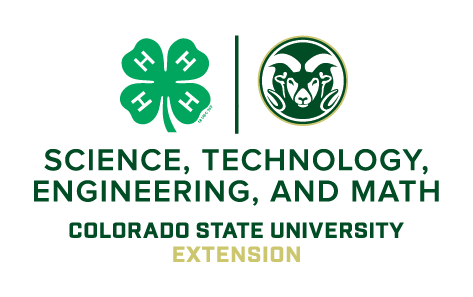 H H
H H
SCIENCE, TECHNOLOGY,
ENGINEERING, AND MATH
COLORADO STATE UNIVERSITY
EXTENSION